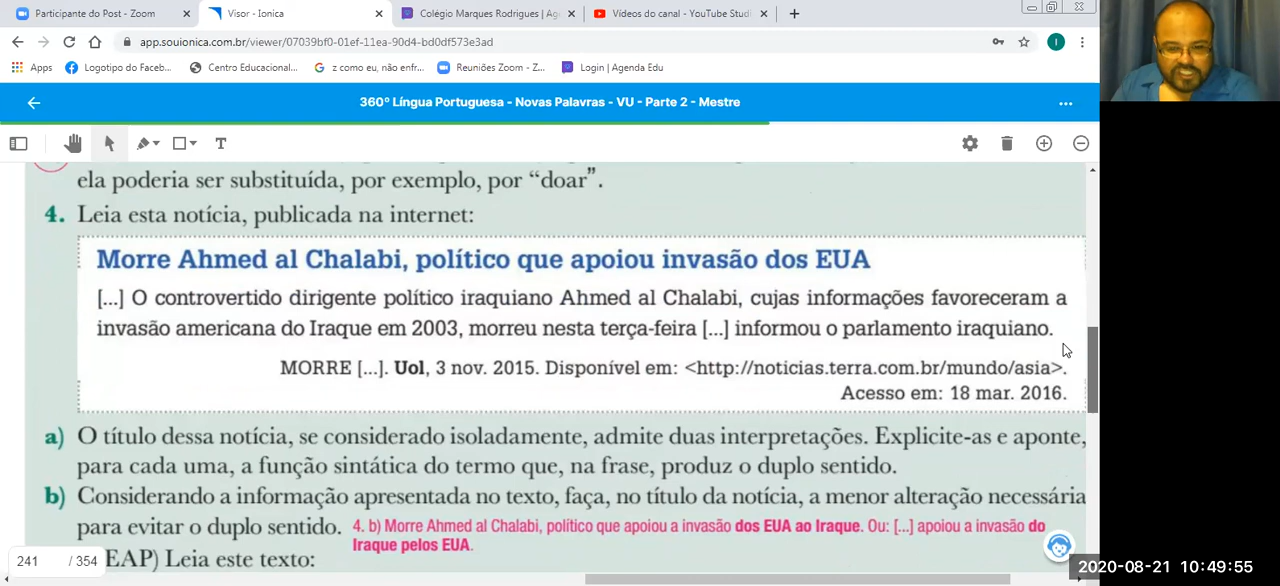 Participante do Post - Zoom
Visor - Ionica
Colégio Marques Rodrigues | Ag
Vídeos do canal - YouTube Studi
app.souionica.com.br/viewer/07039bf0-01ef-11ea-90d4-bd0df573e3ad
I
Apps
Logotipo do Faceb...
Centro Educacional...
z como eu, não enfr...
Reuniões Zoom - Z...
Login | Agenda Edu
360° Língua Portuguesa - Novas Palavras - VU - Parte 2 - Mestre
T
ela poderia ser substituída, por exemplo, por “doar”.
4. Leia esta notícia, publicada na internet:
Morre Ahmed al Chalabi, político que apoiou invasão dos EUA
[...] O controvertido dirigente político iraquiano Ahmed al Chalabi, cujas informações favoreceram a
invasão americana do Iraque em 2003, morreu nesta terça-feira [...] informou o parlamento iraquiano.
MORRE [...]. Uol, 3 nov. 2015. Disponível em: <http://noticias.terra.com.br/mundo/asia>.
Acesso em: 18 mar. 2016.
a) O título dessa notícia, se considerado isoladamente, admite duas interpretações. Explicite-as e aponte,
para cada uma, a função sintática do termo que, na frase, produz o duplo sentido.
b) Considerando a informação apresentada no texto, faça, no título da notícia, a menor alteração necessária
para evitar o duplo sentido.
4. b) Morre Ahmed al Chalabi, político que apoiou a invasão dos EUA ao Iraque. Ou: [...] apoiou a invasão do
Iraque pelos EUA.
241 / 354
EAP) Leia este texto:
2020-08-21 10:49:55